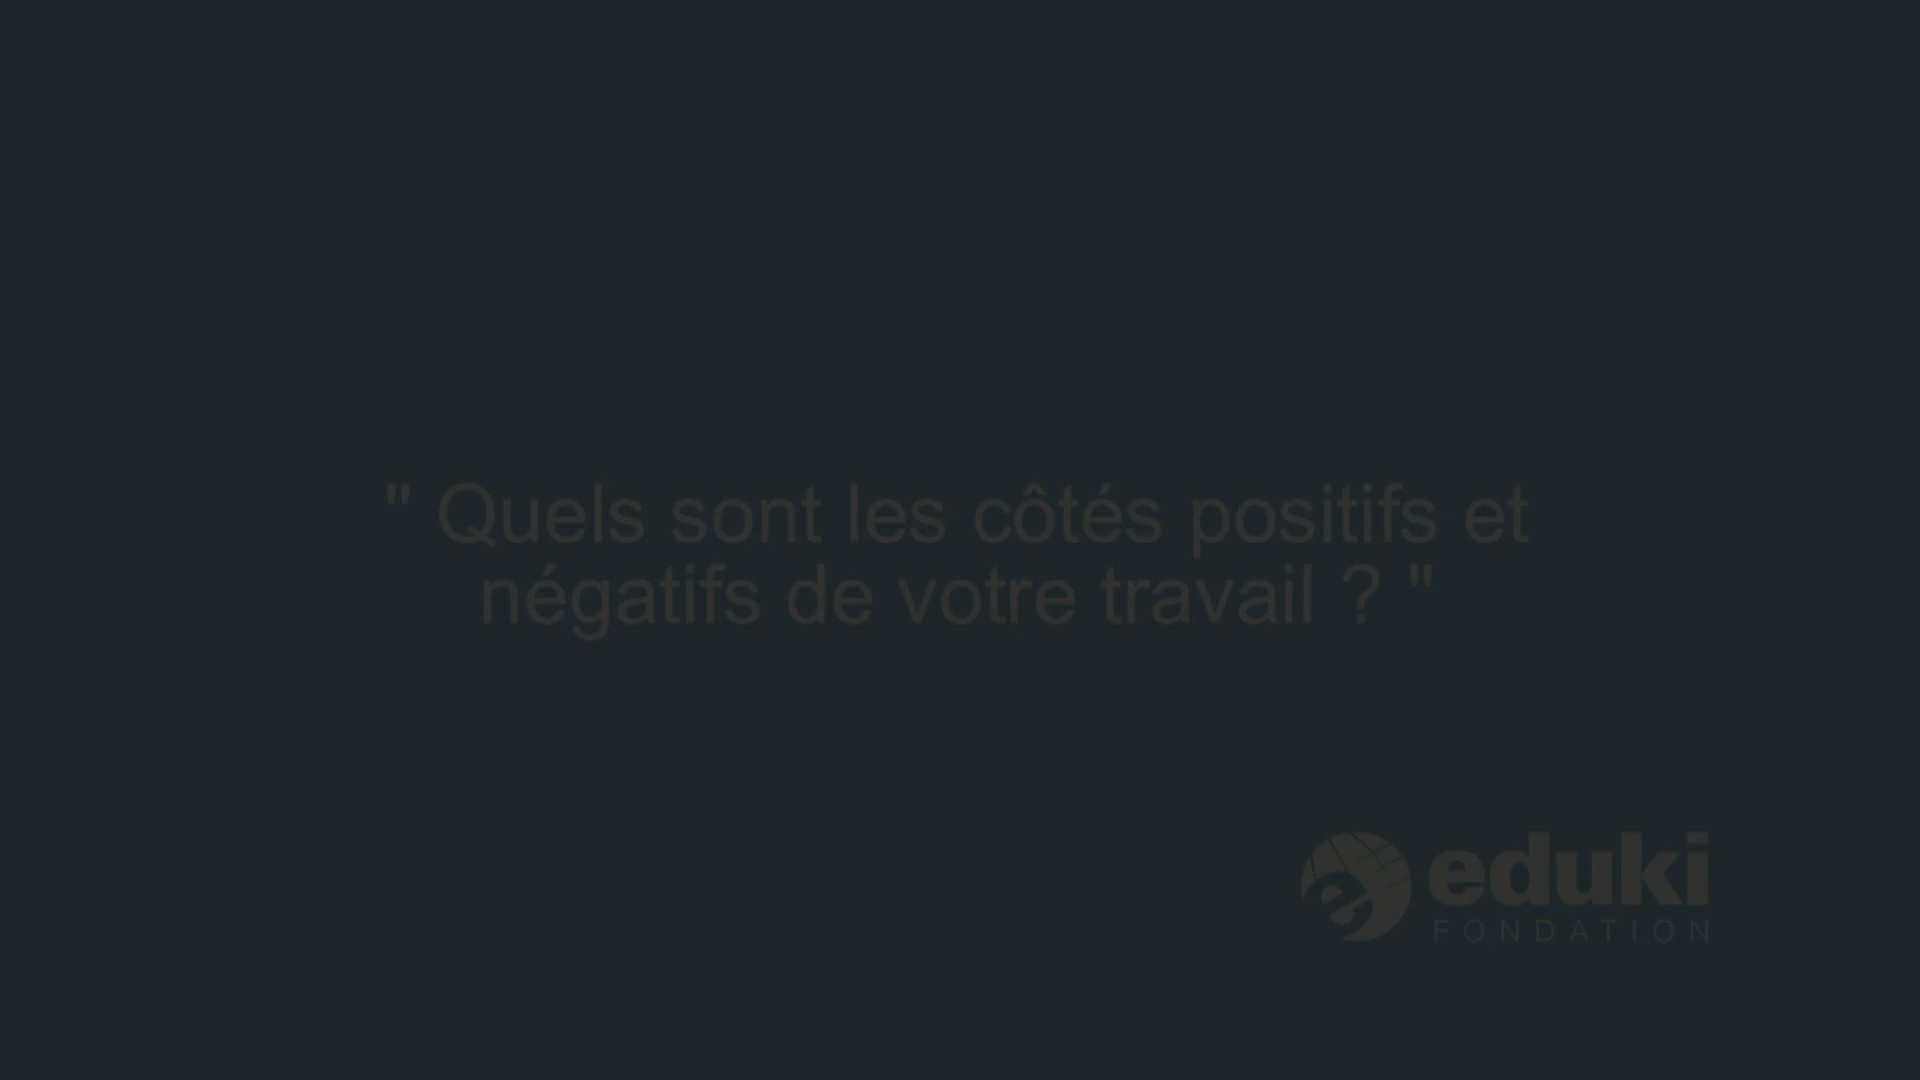 " Quels sont les côtés positifs et
négatifs de votre travail ? "
eduki
FONDATION